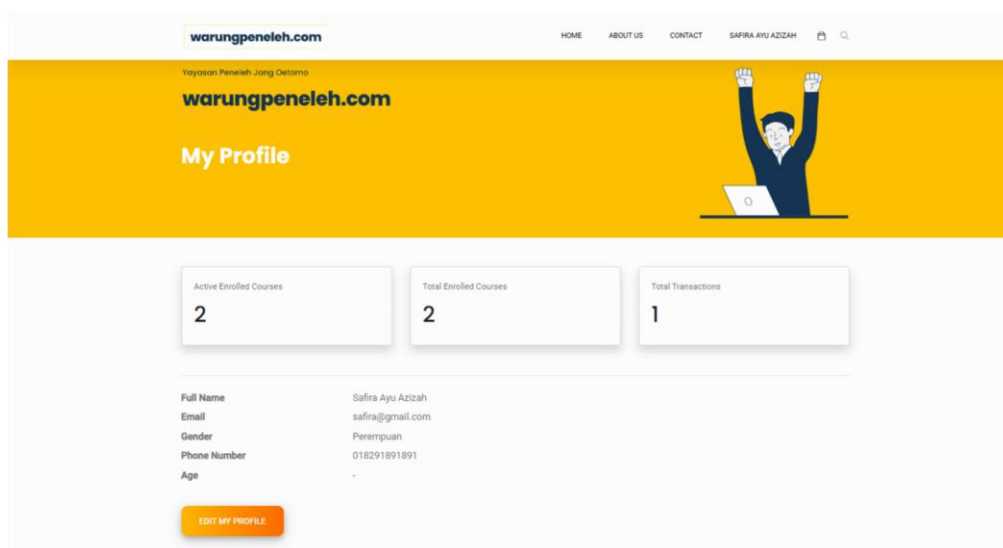 warungpeneleh.com
HOME ABOUT US CONTACT SAFIRA AYU AZIZAH
Yayasan Peneleh Jang Oetomo
warungpeneleh.com
My Profile
Active Enrolled Courses Total Enrolled Courses Total Transactions
2 2 1
Full Name Safira Ayu Azizah
Email safira@gmail.com
Gender Perempuan
Phone Number 018291891891
Age -
EDIT MY PROFILE